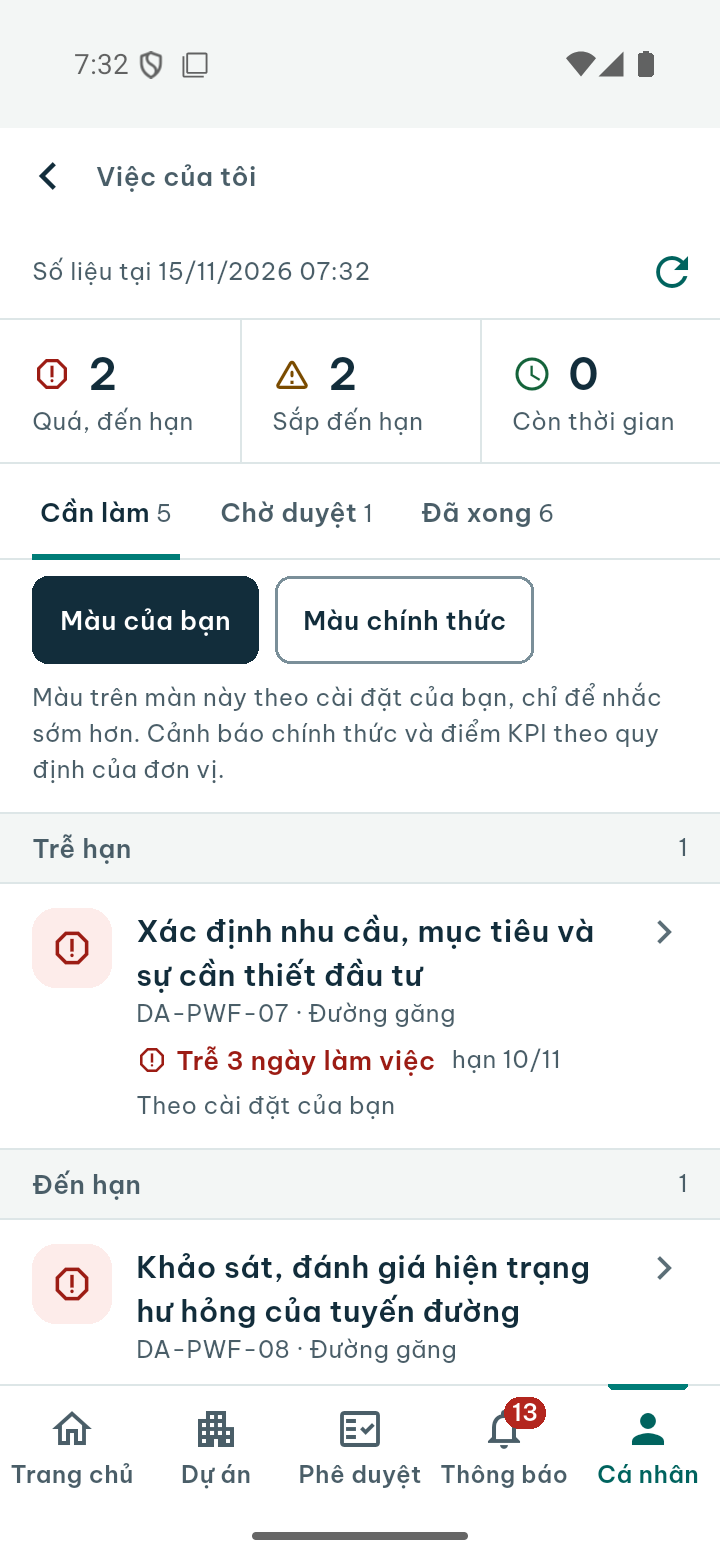 7:32
Việc của tôi
Số liệu tại 15/11/2026 07:32
2
Quá, đến hạn
2
Sắp đến hạn
0
Còn thời gian
Cần làm 5
Chờ duyệt 1
Đã xong 6
Màu của bạn
Màu chính thức
Màu trên màn này theo cài đặt của bạn, chỉ để nhắc
sớm hơn. Cảnh báo chính thức và điểm KPI theo quy
định của đơn vị.
Trễ hạn 1
Xác định nhu cầu, mục tiêu và
sự cần thiết đầu tư
DA-PWF-07 · Đường găng
Trễ 3 ngày làm việc hạn 10/11
Theo cài đặt của bạn
Đến hạn 1
Khảo sát, đánh giá hiện trạng
hư hỏng của tuyến đường
DA-PWF-08 · Đường găng
13
Trang chủ
Dự án
Phê duyệt
Thông báo
Cá nhân